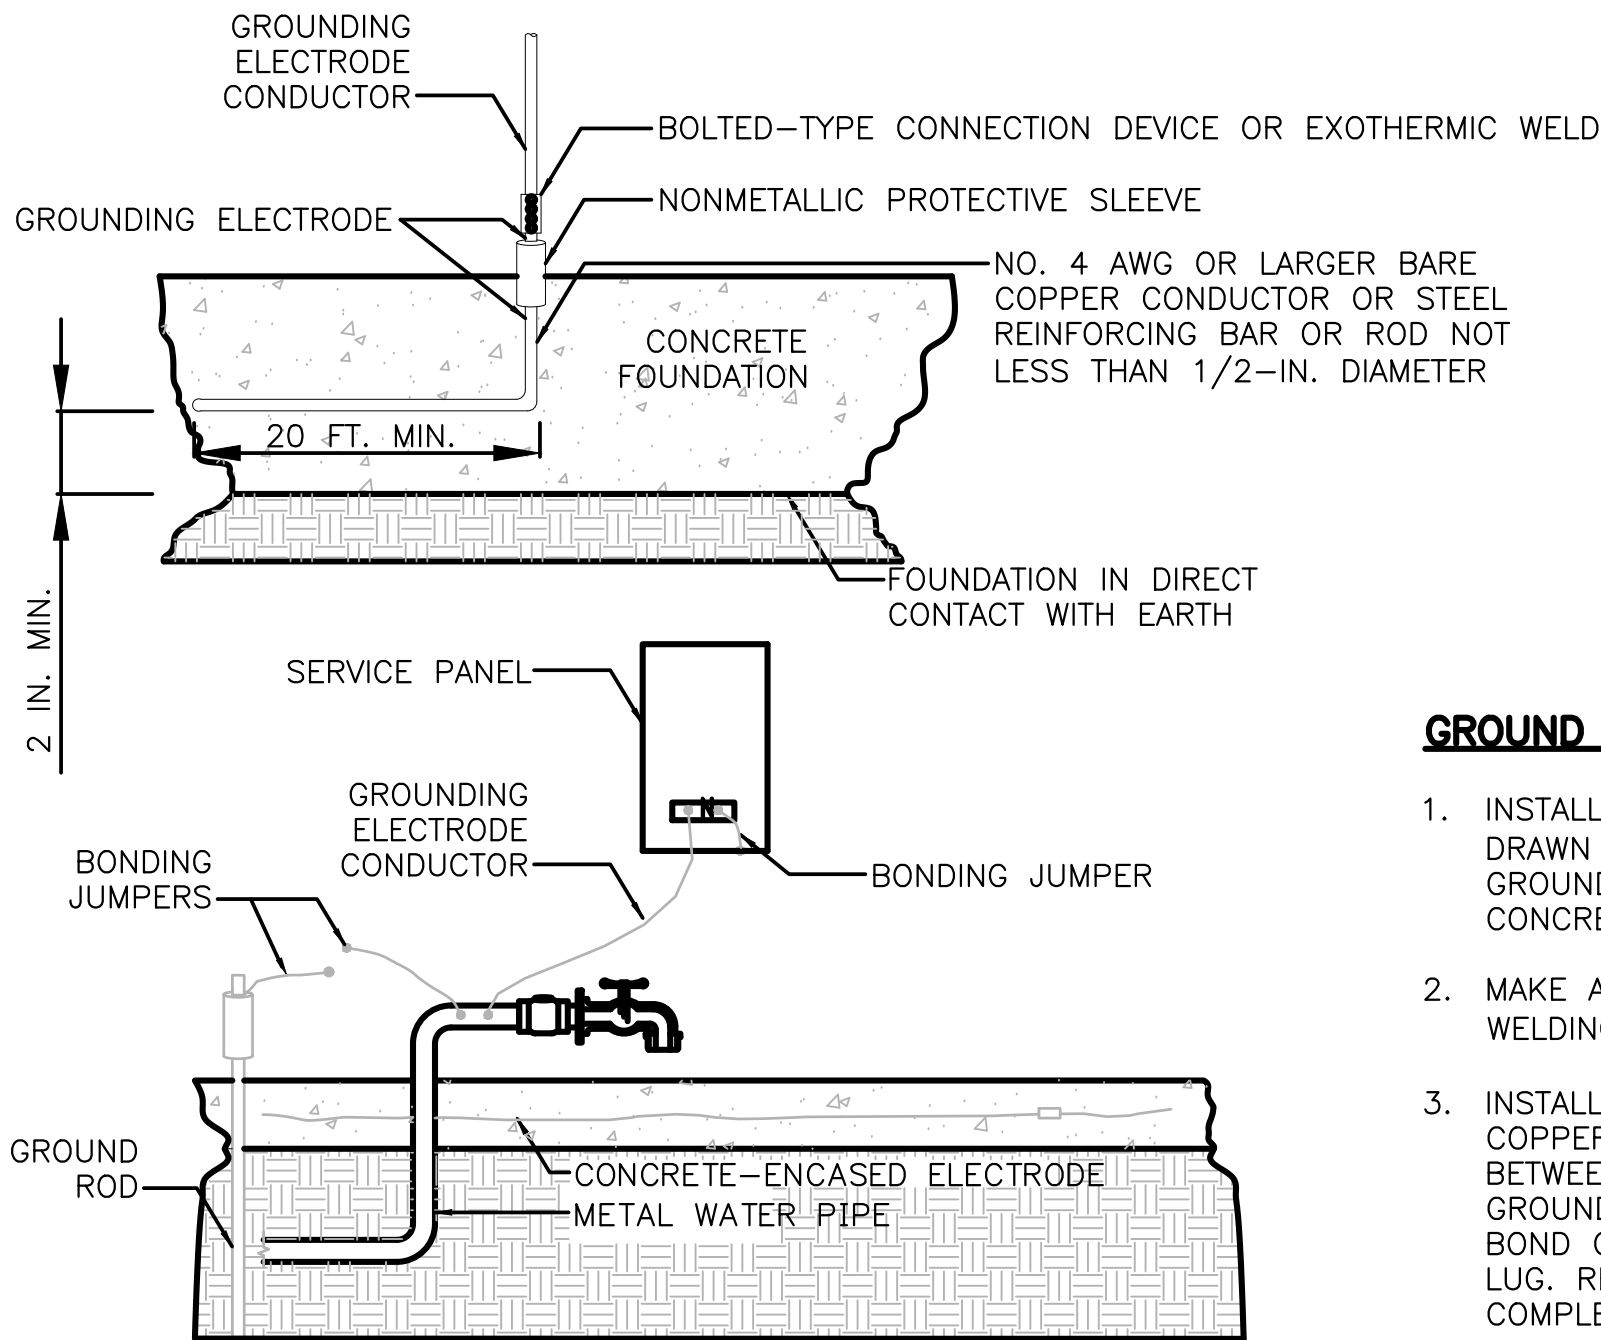 GROUNDING
ELECTRODE
CONDUCTOR
BOLTED-TYPE CONNECTION DEVICE OR EXOTHERMIC WELD
NONMETALLIC PROTECTIVE SLEEVE
GROUNDING ELECTRODE
NO. 4 AWG OR LARGER BARE
COPPER CONDUCTOR OR STEEL
REINFORCING BAR OR ROD NOT
LESS THAN 1/2-IN. DIAMETER
CONCRETE
FOUNDATION
20 FT. MIN.
2 IN. MIN.
FOUNDATION IN DIRECT
CONTACT WITH EARTH
SERVICE PANEL
N
GROUNDING
ELECTRODE
CONDUCTOR
BONDING JUMPER
BONDING
JUMPERS
GROUND
ROD
CONCRETE-ENCASED ELECTRODE
METAL WATER PIPE
GROUND
1. INSTALL
DRAWN
GROUND
CONCRE
2. MAKE A
WELDING
3. INSTALL
COPPER
BETWEE
GROUND
BOND
LUG.
COMPLE